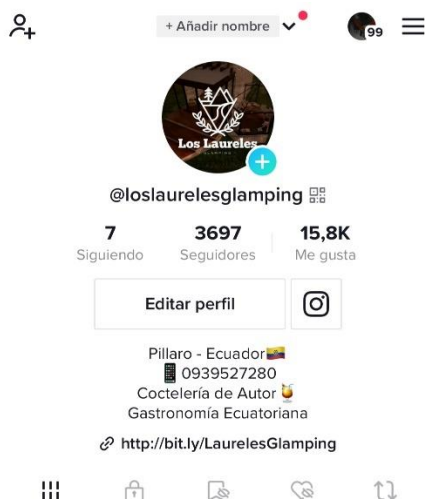 + Añadir nombre
99
Los Laureles
GLAMPING
@loslaurelesglamping
7 3697 15,8K
Siguiendo Seguidores Me gusta
Editar perfil
Pillaro - Ecuador🇪🇨
📱0939527280
Coctelería de Autor🍹
Gastronomía Ecuatoriana
http://bit.ly/LaurelesGlamping